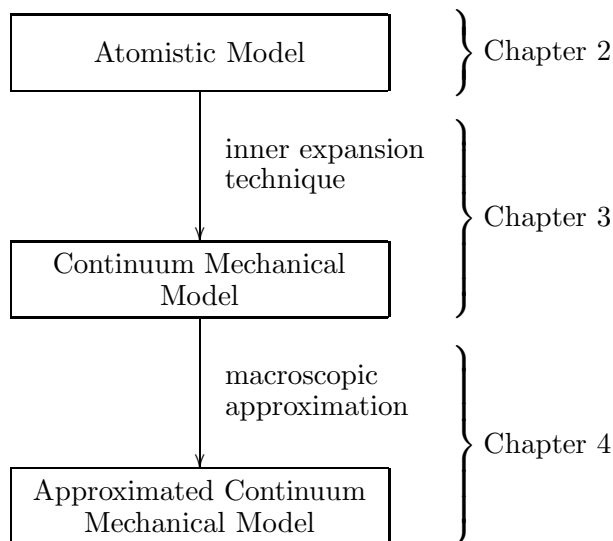 Atomistic Model
Chapter 2
inner expansion
technique
Chapter 3
Continuum Mechanical
Model
macroscopic
approximation
Chapter 4
Approximated Continuum
Mechanical Model